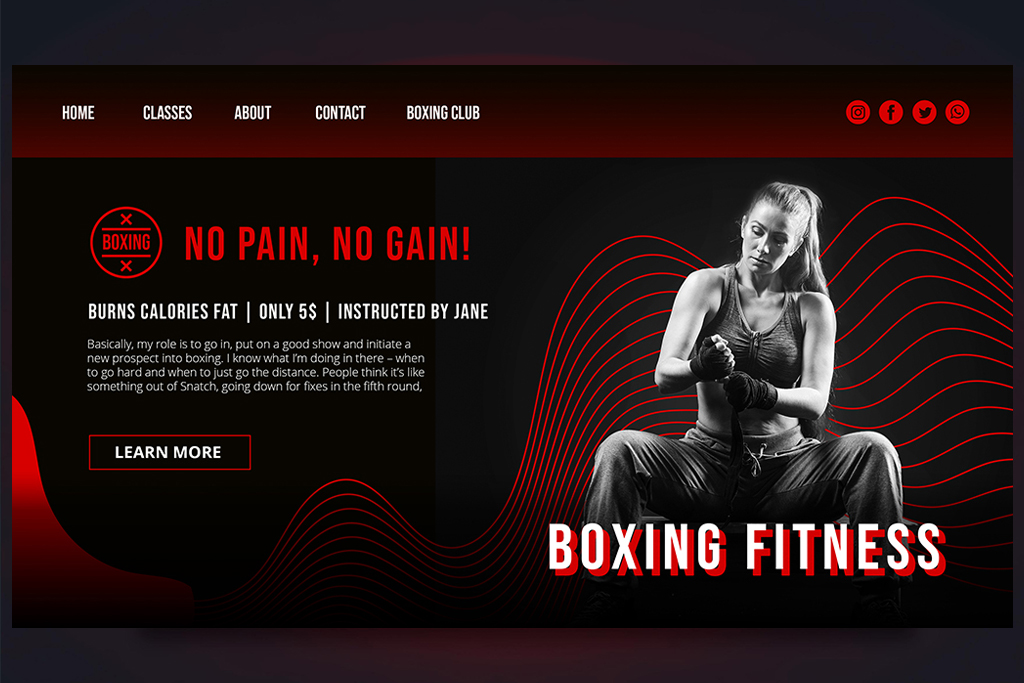 HOME CLASSES ABOUT CONTACT BOXING CLUB
BOXING
NO PAIN, NO GAIN!
BURNS CALORIES FAT | ONLY 5$ | INSTRUCTED BY JANE
Basically, my role is to go in, put on a good show and initiate a
new prospect into boxing. I know what I'm doing in there – when
to go hard and when to just go the distance. People think it's like
something out of Snatch, going down for fixes in the fifth round,
LEARN MORE
BOXING FITNESS